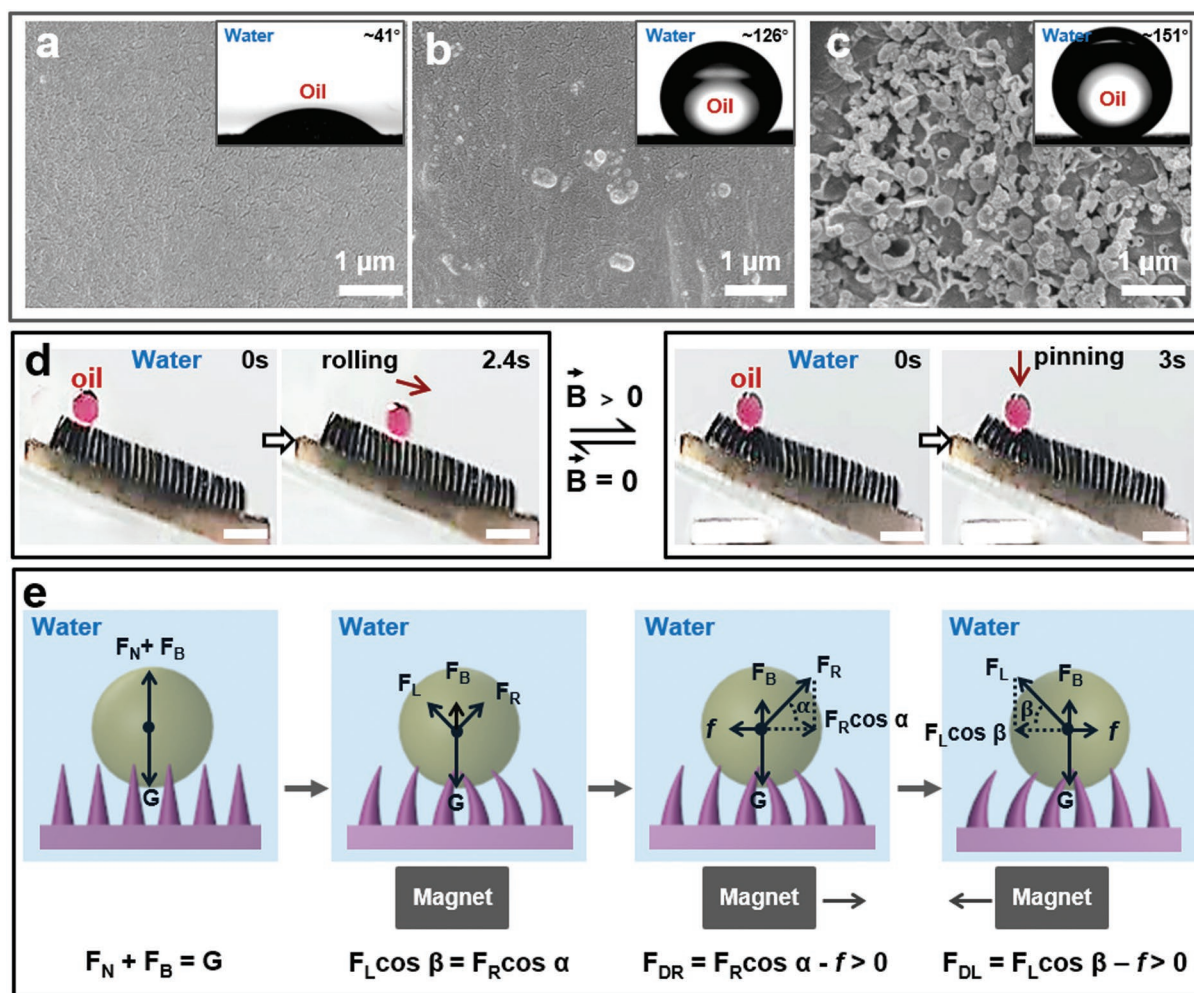 a
Water ~41°
Oil
1 µm
b
Water ~126°
Oil
1 µm
c
Water ~151°
Oil
1 µm
d
Water 0s
oil
rolling 2.4s
B > 0
B = 0
Water 0s
oil
pinning 3s
e
Water
F_N + F_B
G
F_N + F_B = G
Water
F_L F_B F_R
G
Magnet
F_L cos β = F_R cos α
Water
F_B F_R
α
f F_R cos α
G
Magnet
F_DR = F_R cos α - f > 0
Water
F_L F_B
β
F_L cos β f
G
Magnet
F_DL = F_L cos β – f > 0